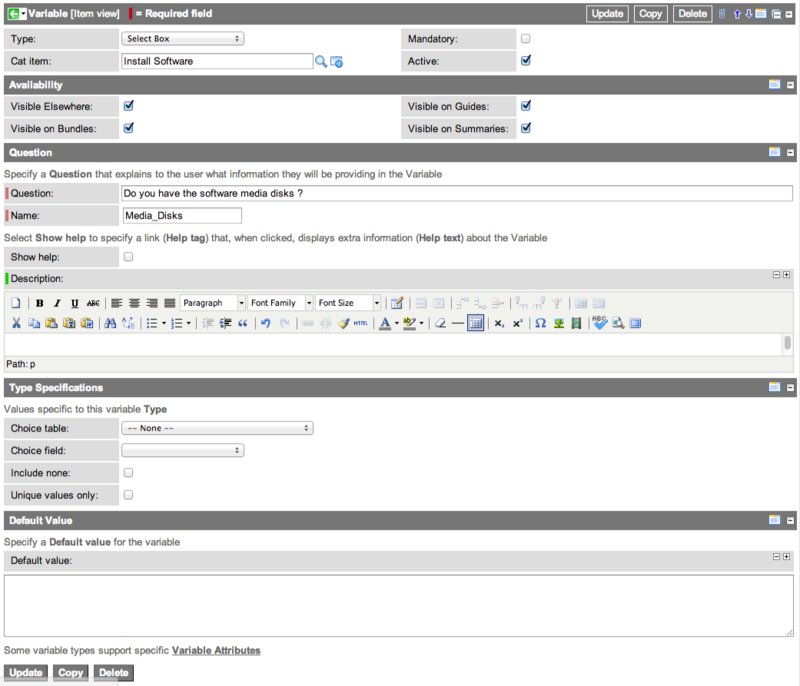 Variable [Item view] = Required field Update Copy Delete
Type: Select Box Mandatory:
Cat item: Install Software Active:
Availability
Visible Elsewhere: Visible on Guides:
Visible on Bundles: Visible on Summaries:
Question
Specify a Question that explains to the user what information they will be providing in the Variable
Question: Do you have the software media disks ?
Name: Media_Disks
Select Show help to specify a link (Help tag) that, when clicked, displays extra information (Help text) about the Variable
Show help:
Description:
B I U ABC Paragraph Font Family Font Size
HTML A ab x₂ x² Ω ABC
Path: p
Type Specifications
Values specific to this variable Type
Choice table: -- None --
Choice field:
Include none:
Unique values only:
Default Value
Specify a Default value for the variable
Default value:
Some variable types support specific Variable Attributes
Update Copy Delete